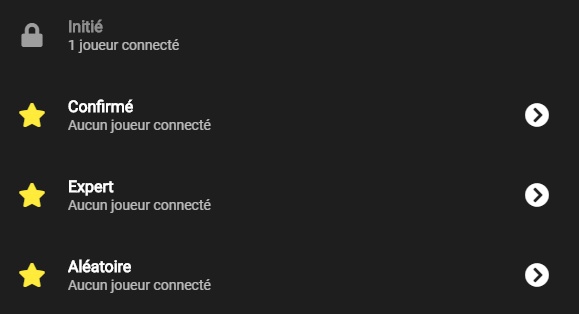 Initié
1 joueur connecté
Confirmé
Aucun joueur connecté
Expert
Aucun joueur connecté
Aléatoire
Aucun joueur connecté